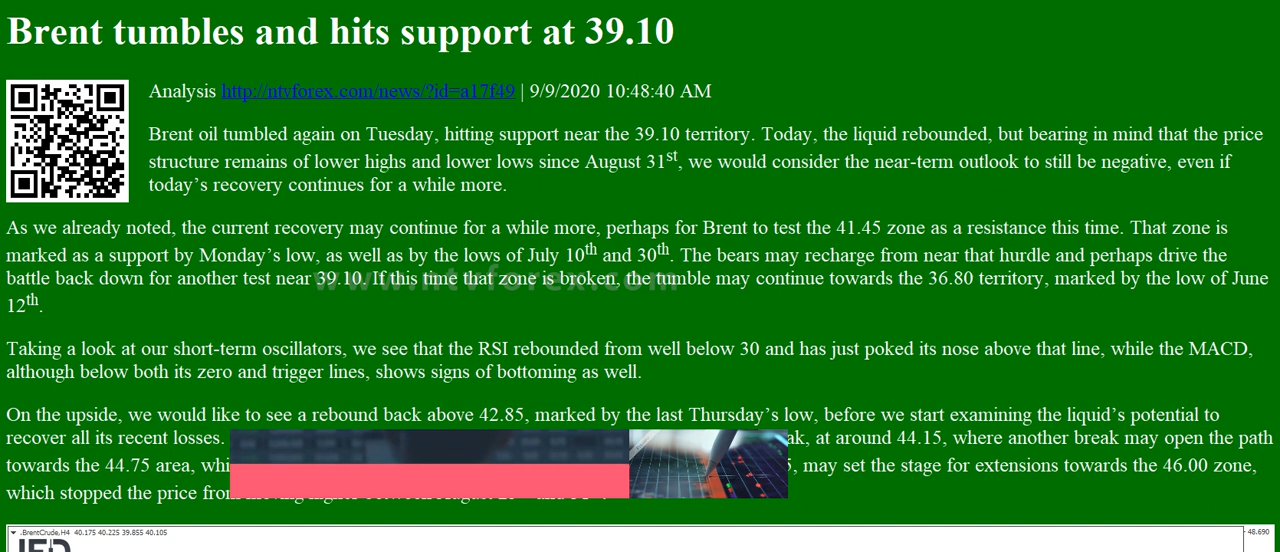 Brent tumbles and hits support at 39.10
Analysis http://ntvforex.com/news/?id=a17f49 | 9/9/2020 10:48:40 AM
Brent oil tumbled again on Tuesday, hitting support near the 39.10 territory. Today, the liquid rebounded, but bearing in mind that the price
structure remains of lower highs and lower lows since August 31st, we would consider the near-term outlook to still be negative, even if
today’s recovery continues for a while more.
As we already noted, the current recovery may continue for a while more, perhaps for Brent to test the 41.45 zone as a resistance this time. That zone is
marked as a support by Monday’s low, as well as by the lows of July 10th and 30th. The bears may recharge from near that hurdle and perhaps drive the
battle back down for another test near 39.10. If this time that zone is broken, the tumble may continue towards the 36.80 territory, marked by the low of June
www.ntvforex.com
12th.
Taking a look at our short-term oscillators, we see that the RSI rebounded from well below 30 and has just poked its nose above that line, while the MACD,
although below both its zero and trigger lines, shows signs of bottoming as well.
On the upside, we would like to see a rebound back above 42.85, marked by the last Thursday’s low, before we start examining the liquid’s potential to
recover all its recent losses. at around 44.15, where another break may open the path
towards the 44.75 area, may set the stage for extensions towards the 46.00 zone,
which stopped the price
.BrentCrude,H4 40.175 40.225 39.855 40.105
48.690